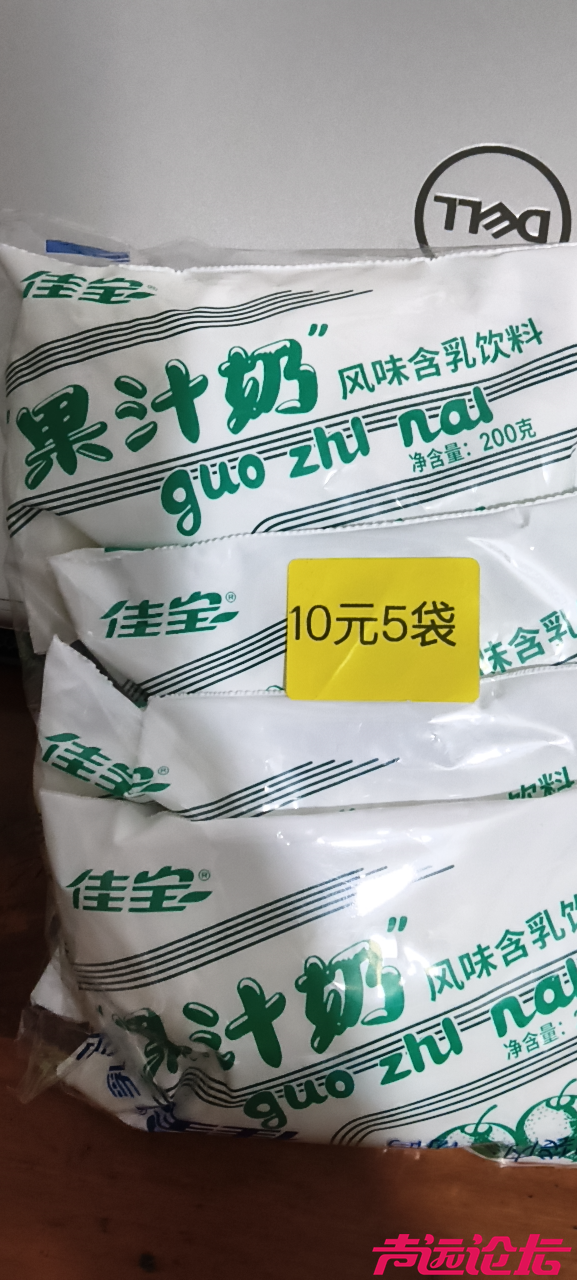 DELL
佳宝
"果汁奶"风味含乳饮料
guo zhi nai
净含量：200克
佳宝®
10元5袋
味含乳
佳宝®
饮料
佳宝®
果汁奶"风味含乳饮
guo zhi nai
净含量：
声远论坛